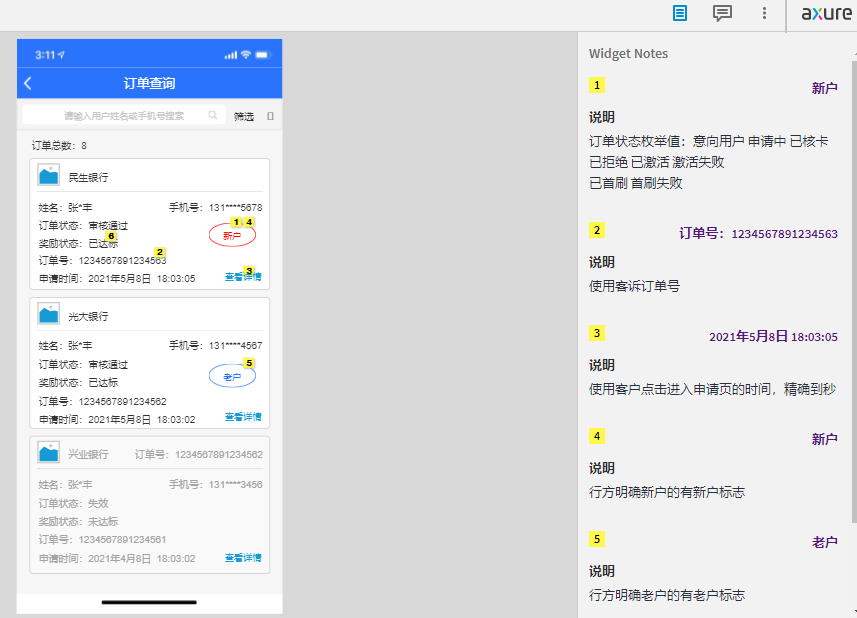 axure
3:11
订单查询
请输入用户姓名或手机号搜索
筛选
订单总数：8
民生银行
姓名：张*丰 手机号：131****5678
订单状态：审核通过
1 4
新户
奖励状态：已达标
6
2
订单号：1234567891234563
申请时间：2021年5月8日 18:03:05 查看详情
3
光大银行
姓名：张*丰 手机号：131****4567
订单状态：审核通过
5
老户
奖励状态：已达标
订单号：1234567891234562
申请时间：2021年5月8日 18:03:02 查看详情
兴业银行 订单号：1234567891234562
姓名：张*丰 手机号：131****3456
订单状态：失效
奖励状态：未达标
订单号：1234567891234561
申请时间：2021年4月8日 18:03:02 查看详情
Widget Notes
1 新户
说明
订单状态枚举值：意向用户 申请中 已核卡
已拒绝 已激活 激活失败
已首刷 首刷失败
2 订单号：1234567891234563
说明
使用客诉订单号
3 2021年5月8日 18:03:05
说明
使用客户点击进入申请页的时间，精确到秒
4 新户
说明
行方明确新户的有新户标志
5 老户
说明
行方明确老户的有老户标志